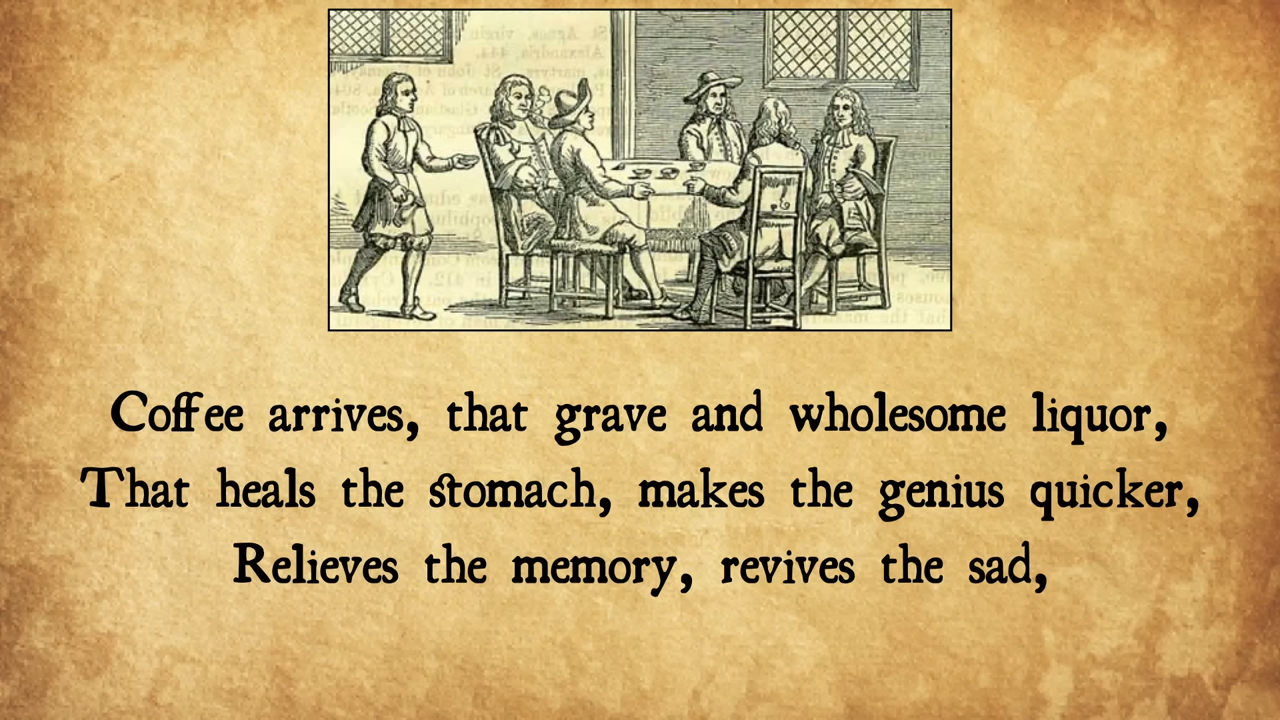 Coffee arrives, that grave and wholesome liquor,
That heals the stomach, makes the genius quicker,
Relieves the memory, revives the sad,